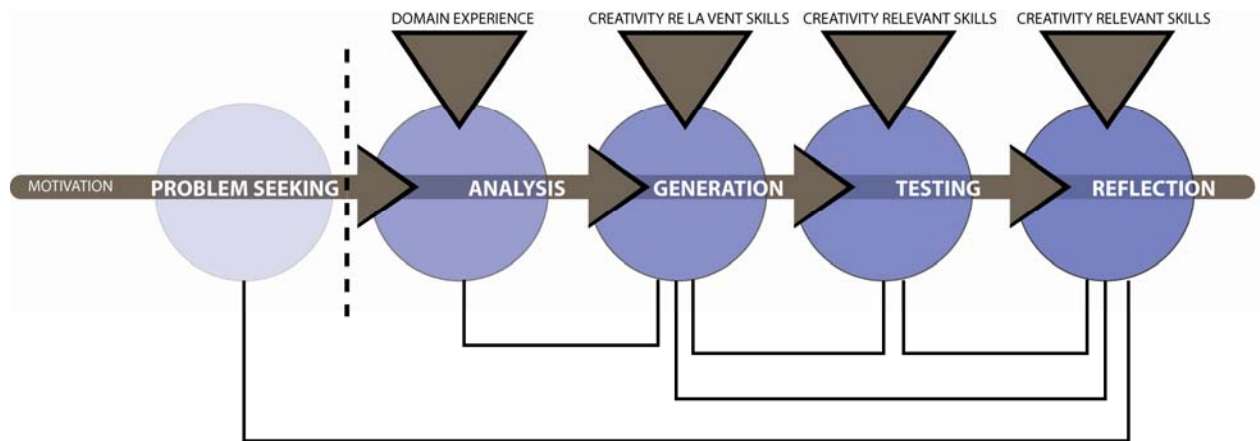 DOMAIN EXPERIENCE
CREATIVITY RE LA VENT SKILLS
CREATIVITY RELEVANT SKILLS
CREATIVITY RELEVANT SKILLS
MOTIVATION
PROBLEM SEEKING
ANALYSIS
GENERATION
TESTING
REFLECTION